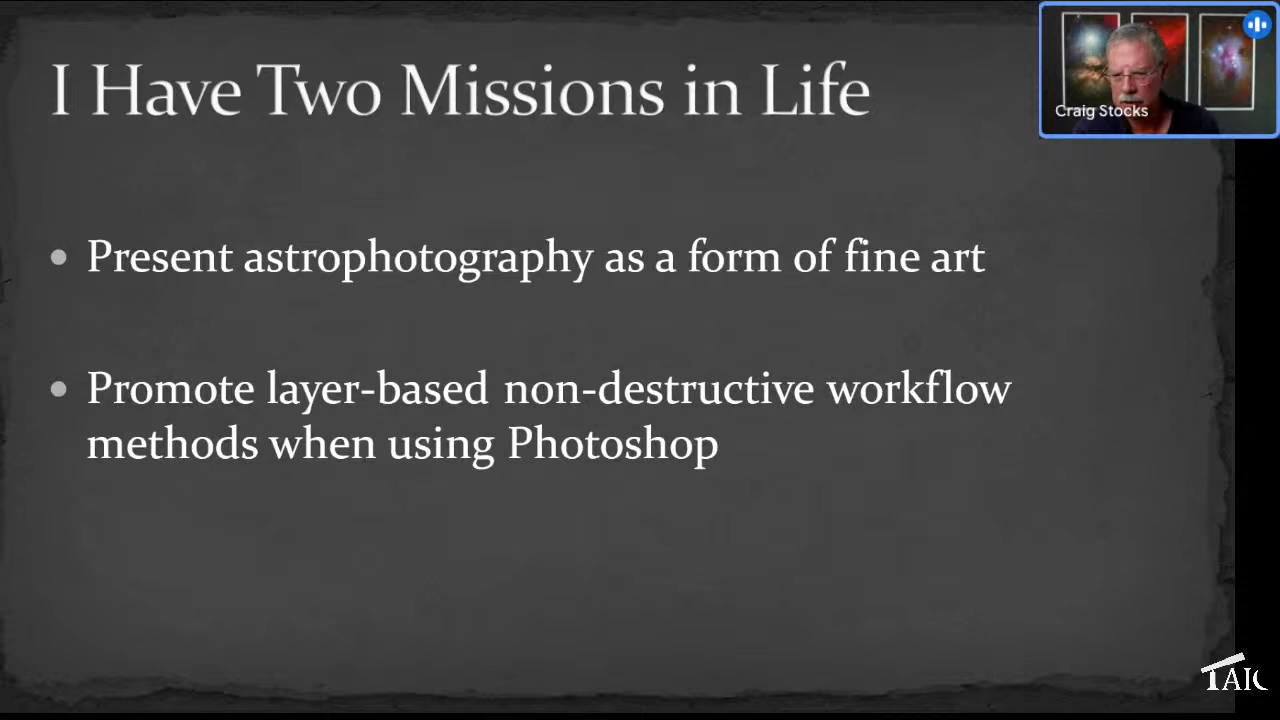 I Have Two Missions in Life
Craig Stocks
Present astrophotography as a form of fine art
Promote layer-based non-destructive workflow
methods when using Photoshop
TAIC